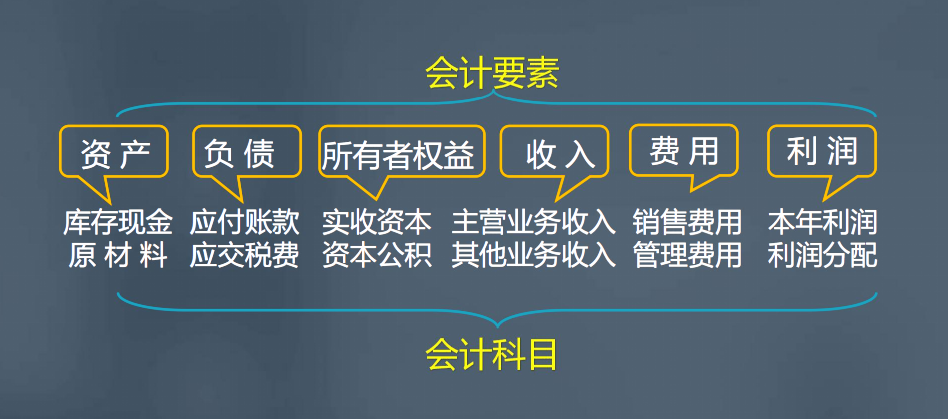 会计要素
资产 负债 所有者权益 收入 费用 利润
库存现金 应付账款 实收资本 主营业务收入 销售费用 本年利润
原材料 应交税费 资本公积 其他业务收入 管理费用 利润分配
会计科目